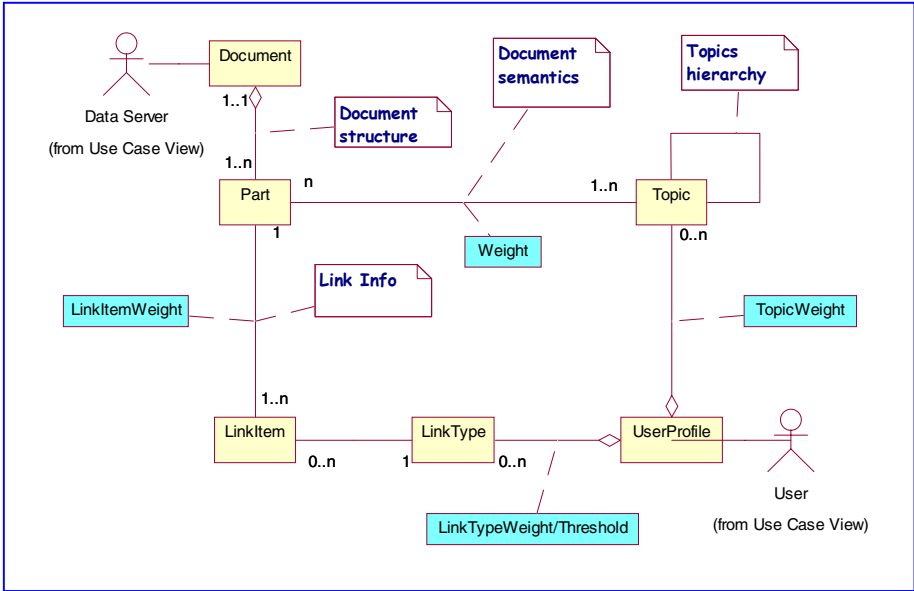 Document
Document
semantics
Topics
hierarchy
1..1
Data Server
Document
structure
(from Use Case View)
1..n
n
1..n
Part
Topic
1
0..n
Weight
Link Info
LinkItemWeight
TopicWeight
1..n
LinkItem
LinkType
UserProfile
0..n
1
0..n
User
LinkTypeWeight/Threshold
(from Use Case View)